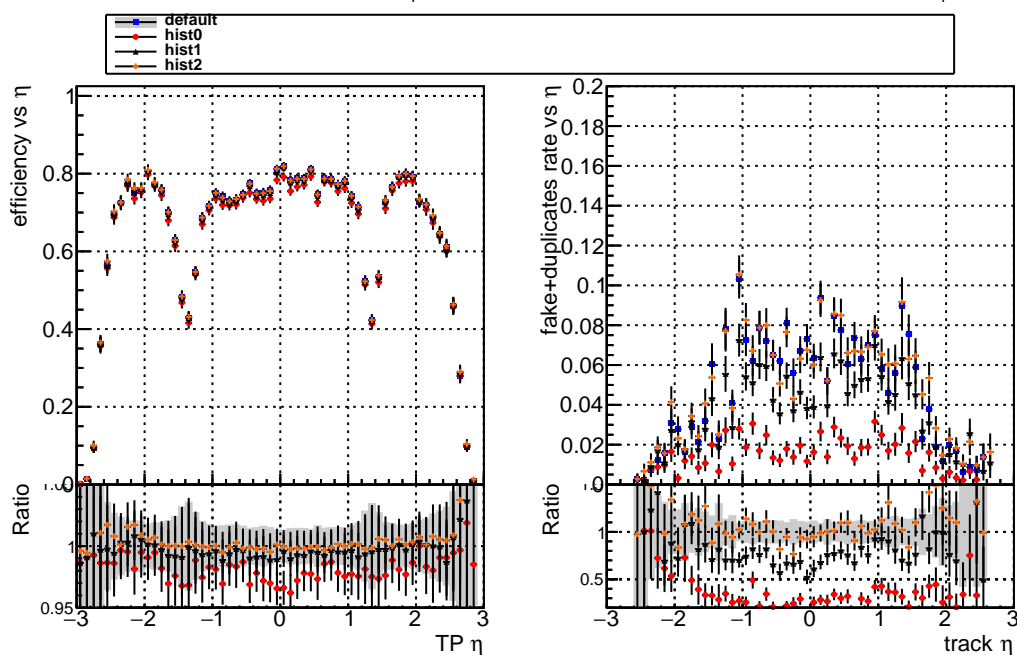 default
hist0
hist1
hist2
efficiency vs η
1
0.8
0.6
0.4
0.2
0
Ratio
1
0.95
−3 −2 −1 0 1 2 3
TP η
fake+duplicates rate vs η
0.2
0.18
0.16
0.14
0.12
0.1
0.08
0.06
0.04
0.02
0
Ratio
1
0.5
−3 −2 −1 0 1 2 3
track η